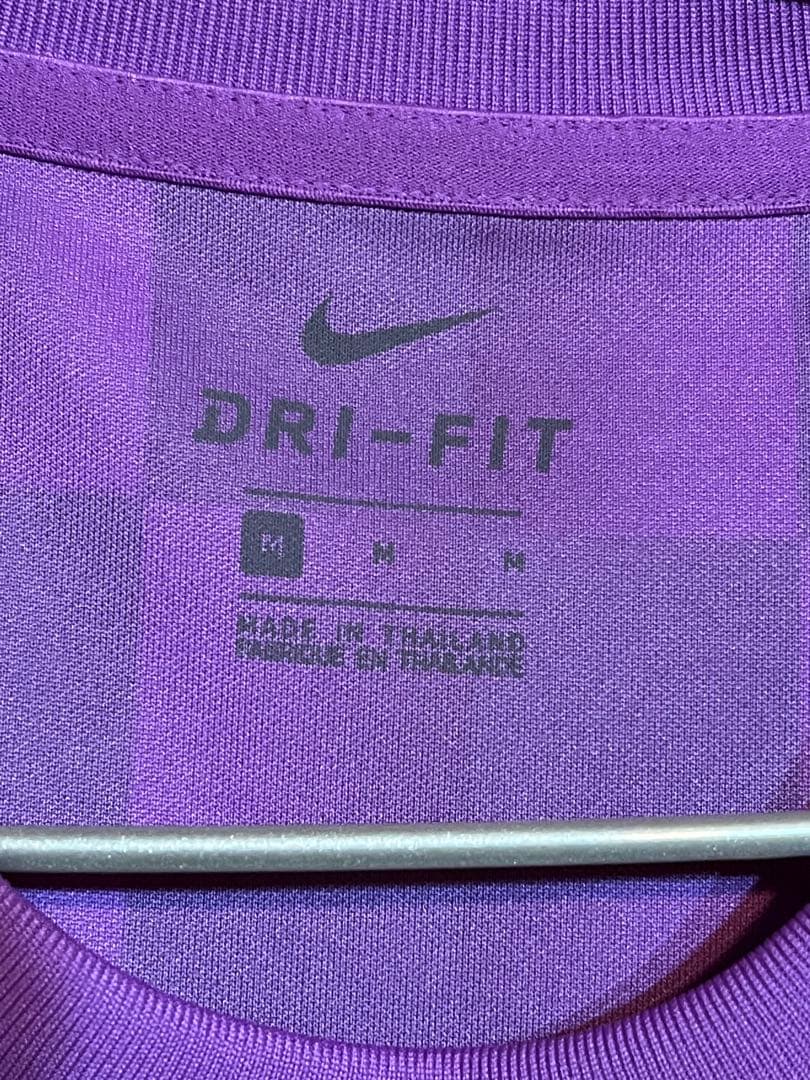 DRI-FIT
M M M
MADE IN THAILAND
FABRIQUE EN THAILANDE